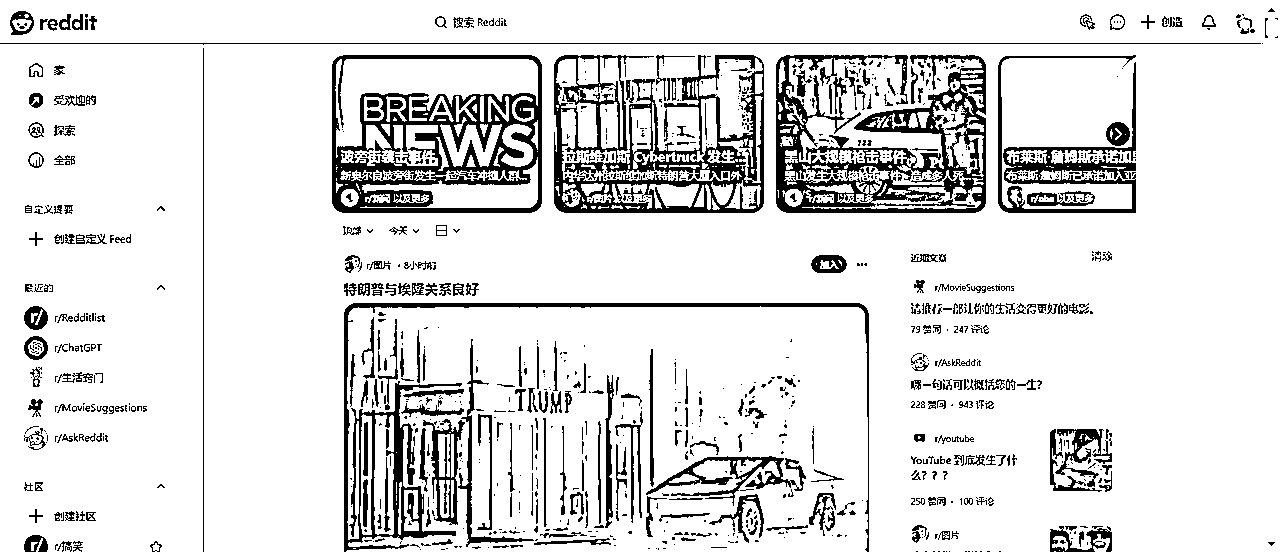 reddit
搜索 Reddit
创造
家
受欢迎的
探索
全部
自定义提要
创建自定义 Feed
最近的
r/Redditlist
r/ChatGPT
r/生活窍门
r/MovieSuggestions
r/AskReddit
社区
创建社区
r/搞笑
BREAKING
NEWS
波旁街袭击事件
新奥尔良波旁街发生一起汽车冲撞人群...
r/新闻 以及更多
拉斯维加斯 Cybertruck 发生...
内华达州拉斯维加斯特朗普大厦入口外
r/图片 以及更多
黑山大规模枪击事件
黑山发生大规模枪击事件，造成多人死
r/新闻 以及更多
布莱斯·詹姆斯承诺加
布莱斯·詹姆斯已承诺加入亚
r/nba 以及更多
顶部
今天
r/图片 · 8小时前
加入
特朗普与埃隆关系良好
TRUMP
近期文章
清除
r/MovieSuggestions
请推荐一部让你的生活变得更好的电影。
79 赞同 · 247 评论
r/AskReddit
哪一句话可以概括您的一生？
228 赞同 · 943 评论
r/youtube
YouTube 到底发生了什
么？？？
250 赞同 · 100 评论
r/图片